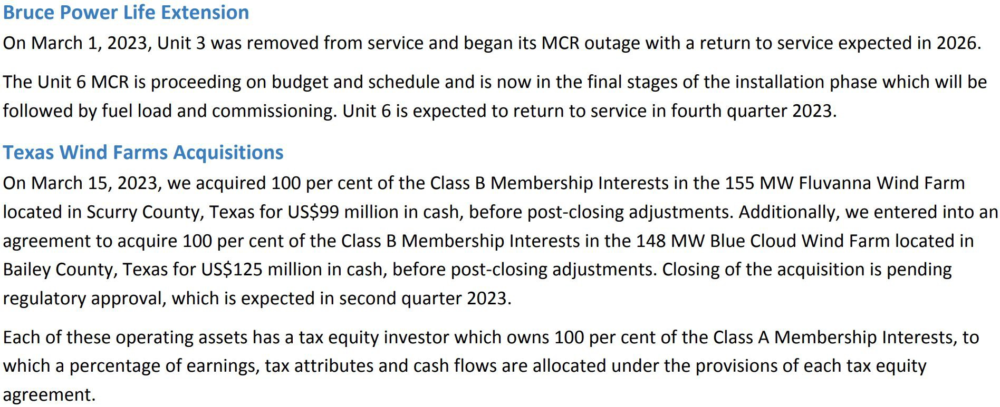 Bruce Power Life Extension
On March 1, 2023, Unit 3 was removed from service and began its MCR outage with a return to service expected in 2026.
The Unit 6 MCR is proceeding on budget and schedule and is now in the final stages of the installation phase which will be
followed by fuel load and commissioning. Unit 6 is expected to return to service in fourth quarter 2023.
Texas Wind Farms Acquisitions
On March 15, 2023, we acquired 100 per cent of the Class B Membership Interests in the 155 MW Fluvanna Wind Farm
located in Scurry County, Texas for US$99 million in cash, before post-closing adjustments. Additionally, we entered into an
agreement to acquire 100 per cent of the Class B Membership Interests in the 148 MW Blue Cloud Wind Farm located in
Bailey County, Texas for US$125 million in cash, before post-closing adjustments. Closing of the acquisition is pending
regulatory approval, which is expected in second quarter 2023.
Each of these operating assets has a tax equity investor which owns 100 per cent of the Class A Membership Interests, to
which a percentage of earnings, tax attributes and cash flows are allocated under the provisions of each tax equity
agreement.